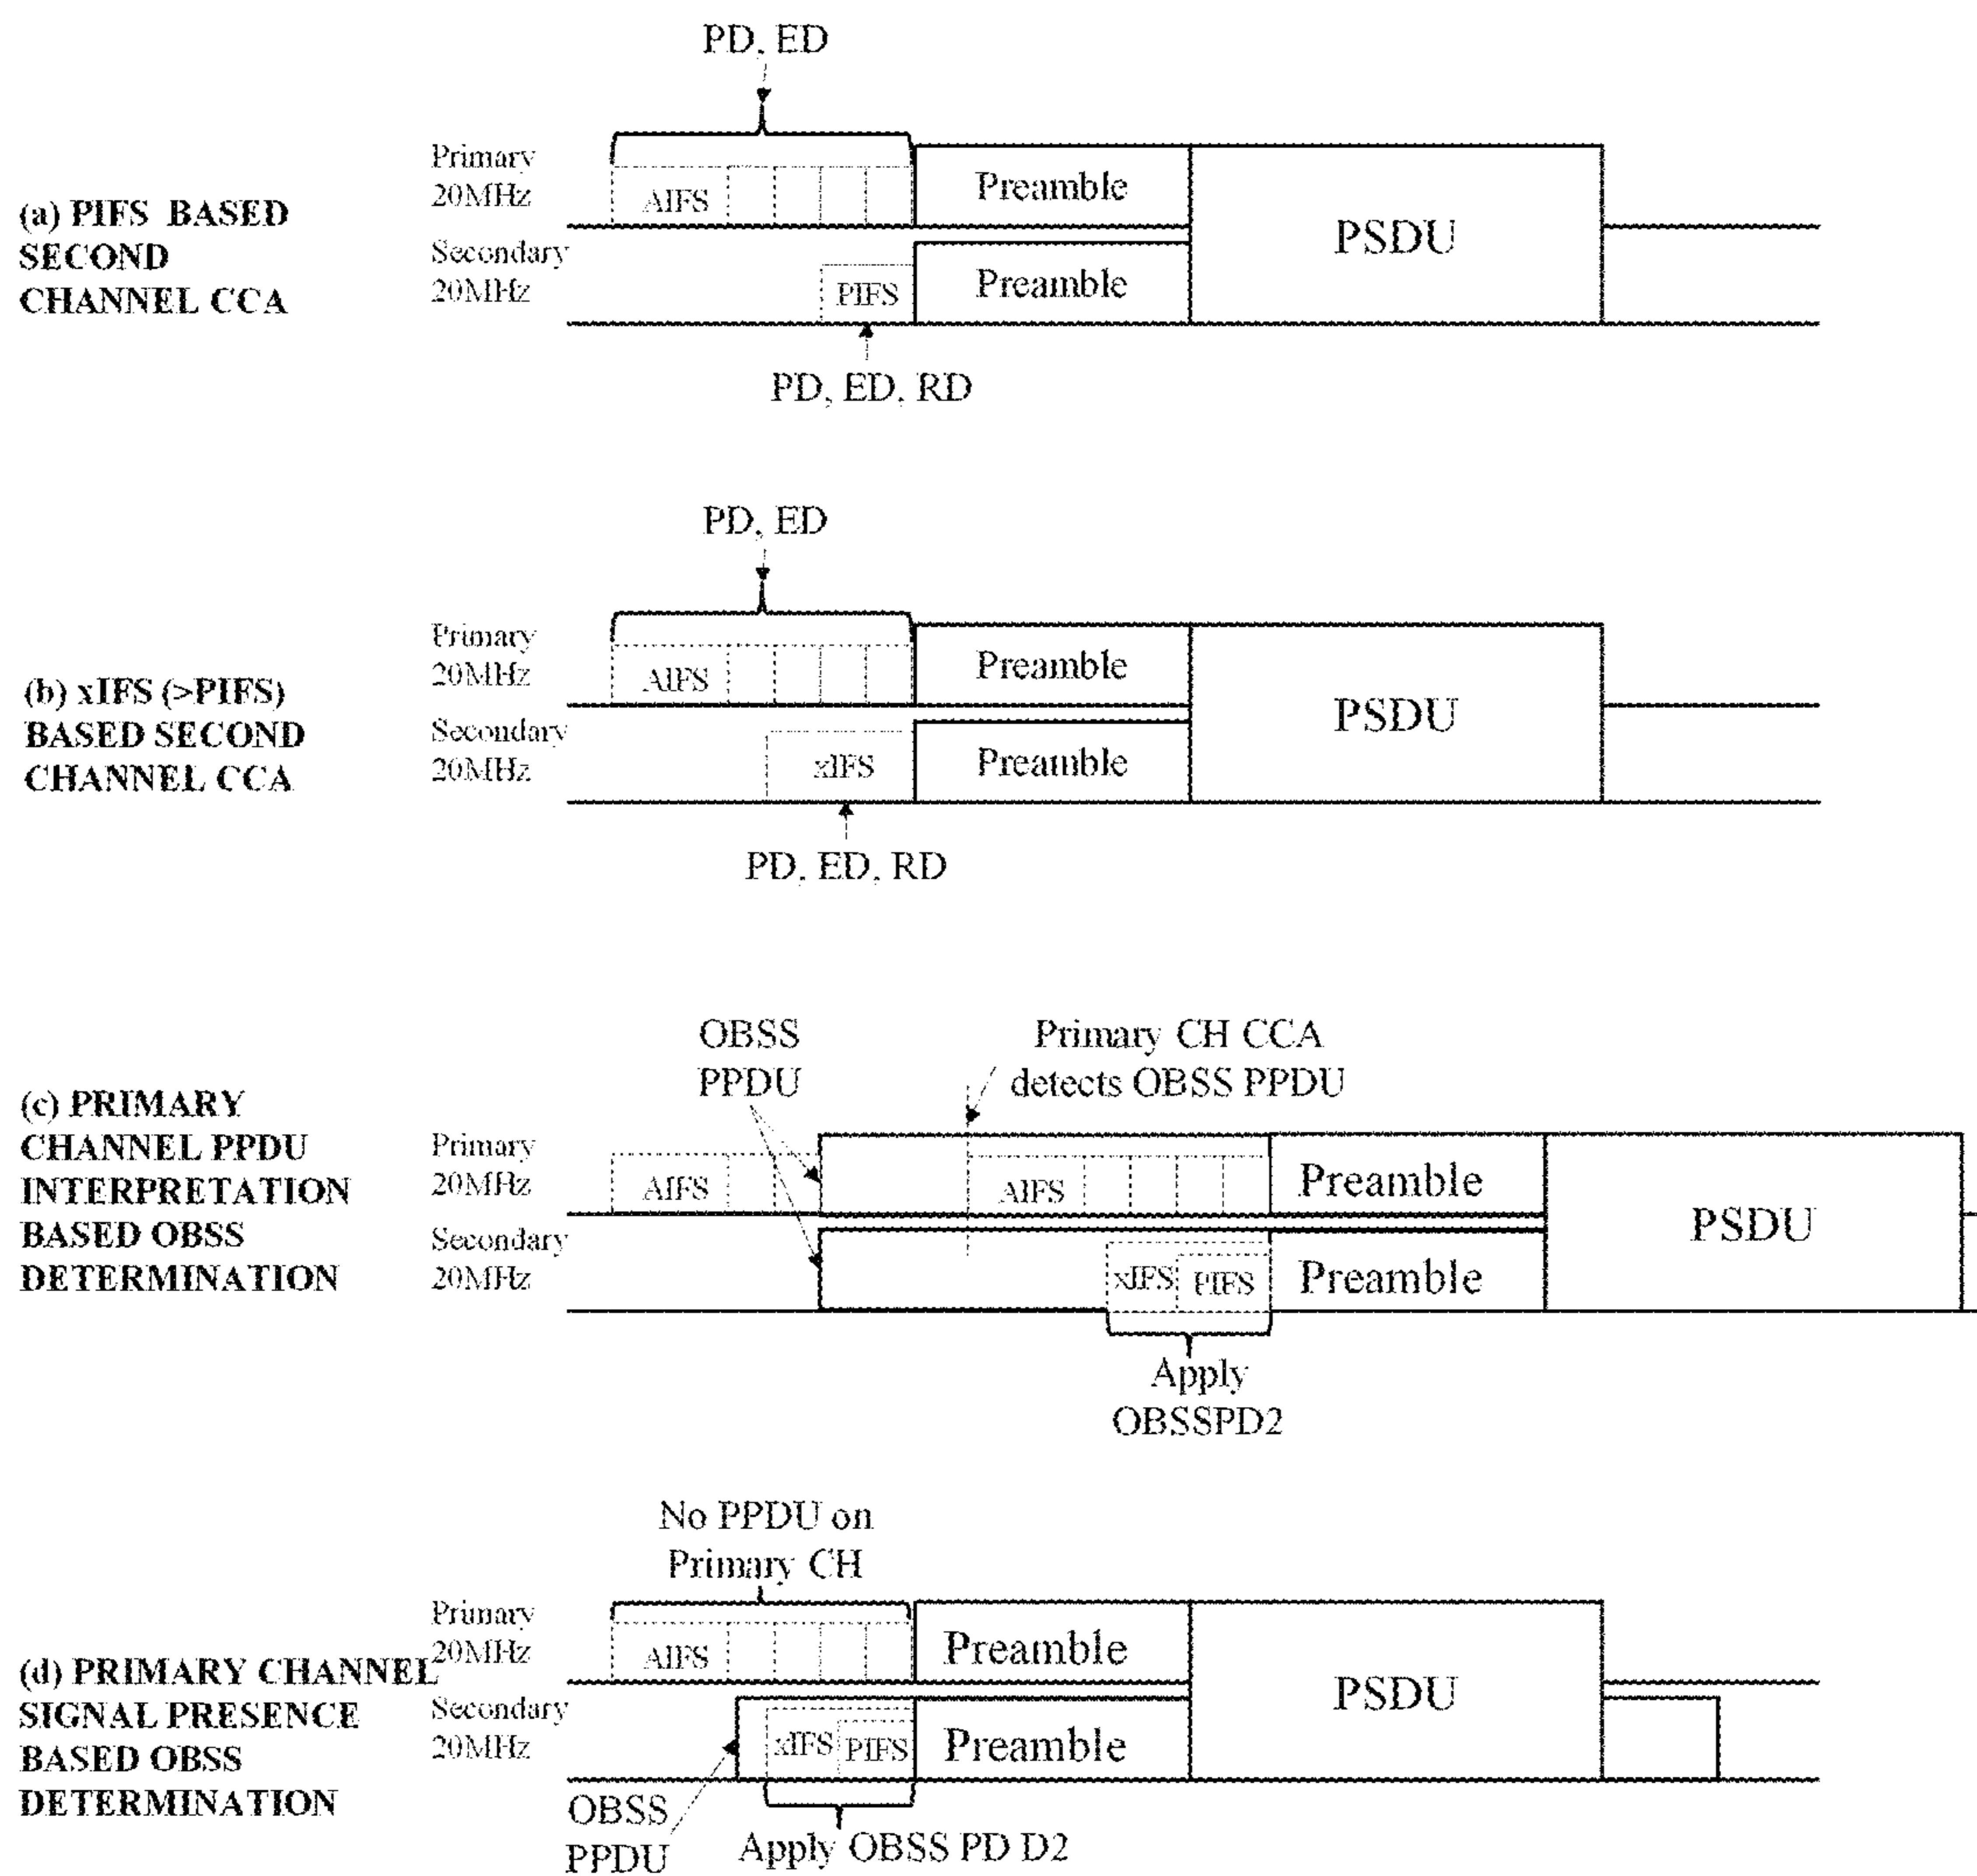 PD, ED
Primary
20MHz
AIFS
Preamble
PSDU
(a) PIFS BASED
SECOND
CHANNEL CCA
Secondary
20MHz
PIFS
Preamble
PD, ED, RD
PD, ED
Primary
20MHz
AIFS
Preamble
PSDU
(b) xIFS (>PIFS)
BASED SECOND
CHANNEL CCA
Secondary
20MHz
xIFS
Preamble
PD, ED, RD
OBSS
PPDU
Primary CH CCA
detects OBSS PPDU
(c) PRIMARY
CHANNEL PPDU
INTERPRETATION
BASED OBSS
DETERMINATION
Primary
20MHz
AIFS
AIFS
Preamble
PSDU
Secondary
20MHz
xIFS
PIFS
Preamble
Apply
OBSSPD2
No PPDU on
Primary CH
Primary
20MHz
AIFS
Preamble
PSDU
(d) PRIMARY CHANNEL
SIGNAL PRESENCE
BASED OBSS
DETERMINATION
Secondary
20MHz
xIFS
PIFS
Preamble
OBSS
PPDU
Apply OBSS PD D2